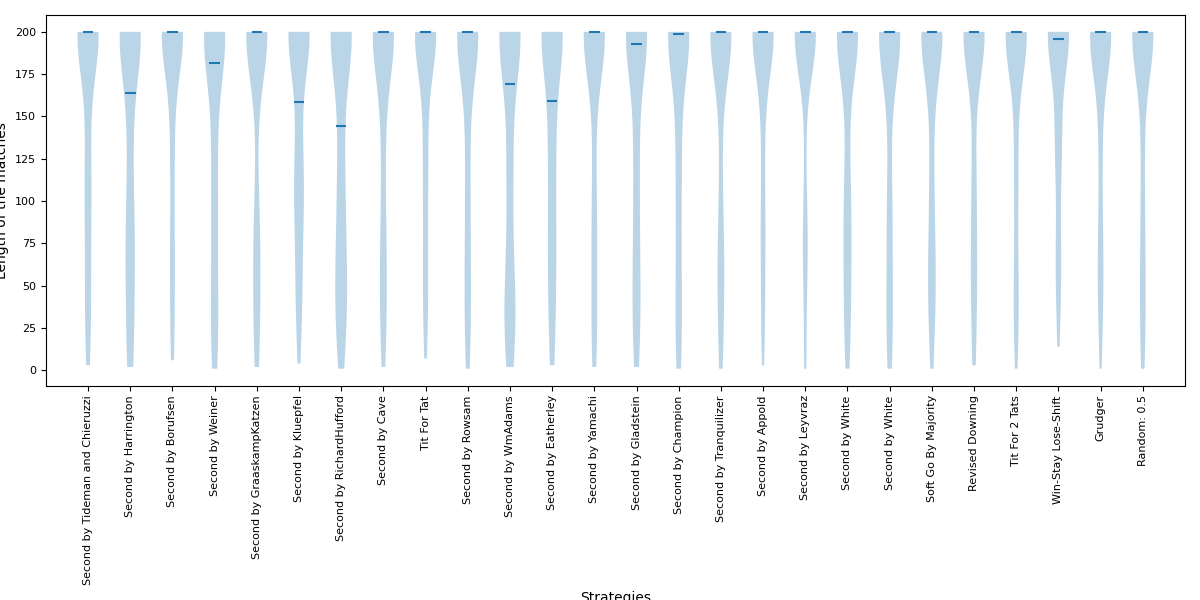 Length of the matches
200
175
150
125
100
75
50
25
0
Second by Tideman and Chieruzzi
Second by Harrington
Second by Borufsen
Second by Weiner
Second by GraaskampKatzen
Second by Kluepfel
Second by RichardHufford
Second by Cave
Tit For Tat
Second by Rowsam
Second by WmAdams
Second by Eatherley
Second by Yamachi
Second by Gladstein
Second by Champion
Second by Tranquilizer
Second by Appold
Second by Leyvraz
Second by White
Second by White
Soft Go By Majority
Revised Downing
Tit For 2 Tats
Win-Stay Lose-Shift
Grudger
Random: 0.5
Strategies